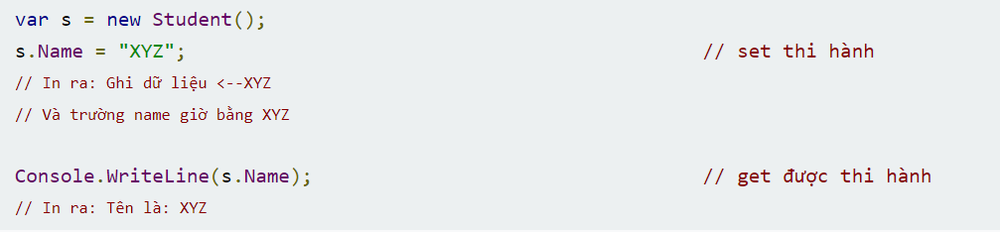 var s = new Student();
s.Name = "XYZ"; // set thi hành
// In ra: Ghi dữ liệu <--XYZ
// Và trường name giờ bằng XYZ
Console.WriteLine(s.Name); // get được thi hành
// In ra: Tên là: XYZ